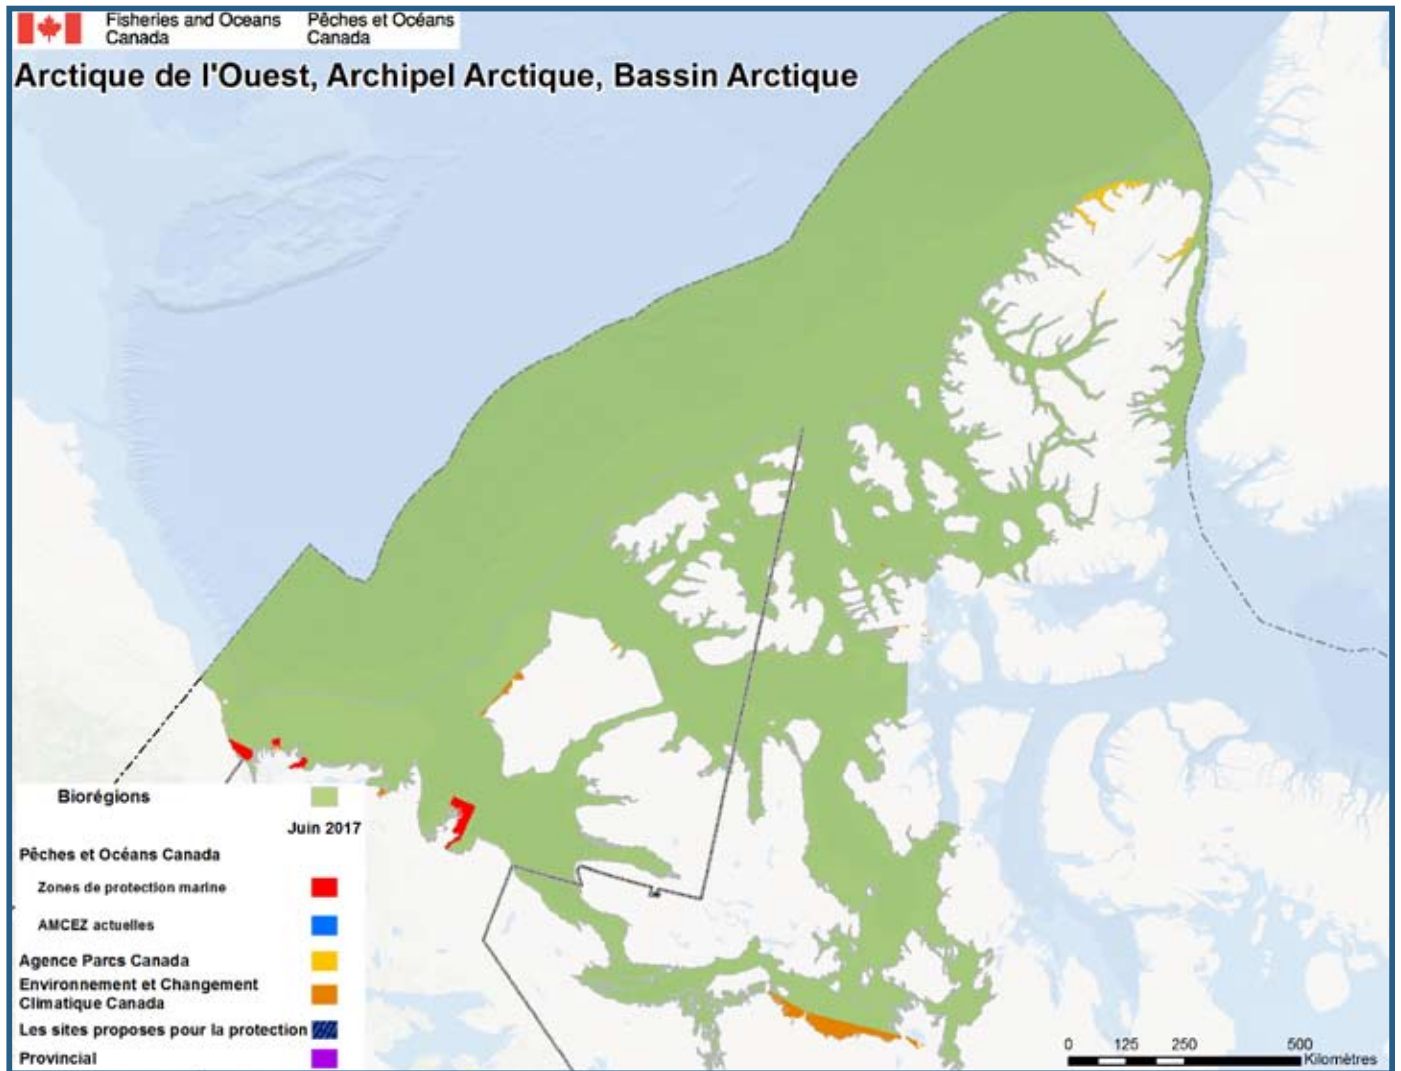 Fisheries and Oceans Pêches et Océans
Canada Canada
Arctique de l'Ouest, Archipel Arctique, Bassin Arctique
Biorégions
Juin 2017
Pêches et Océans Canada
Zones de protection marine
AMCEZ actuelles
Agence Parcs Canada
Environnement et Changement
Climatique Canada
Les sites proposes pour la protection
Provincial
0 125 250 500
Kilomètres